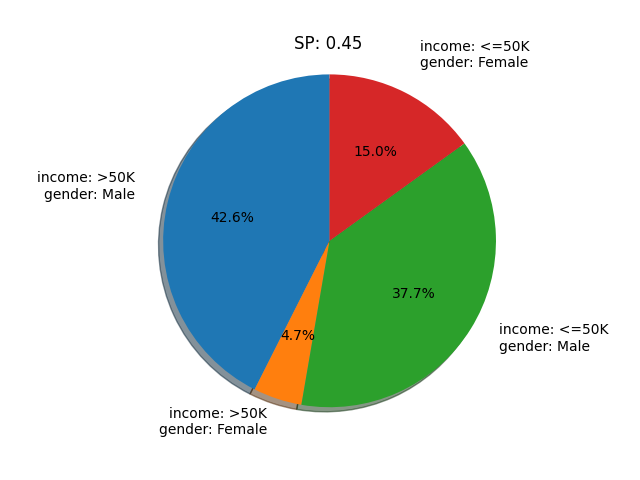 SP: 0.45
income: <=50K
gender: Female
15.0%
income: >50K
gender: Male
42.6%
37.7%
income: <=50K
gender: Male
4.7%
income: >50K
gender: Female